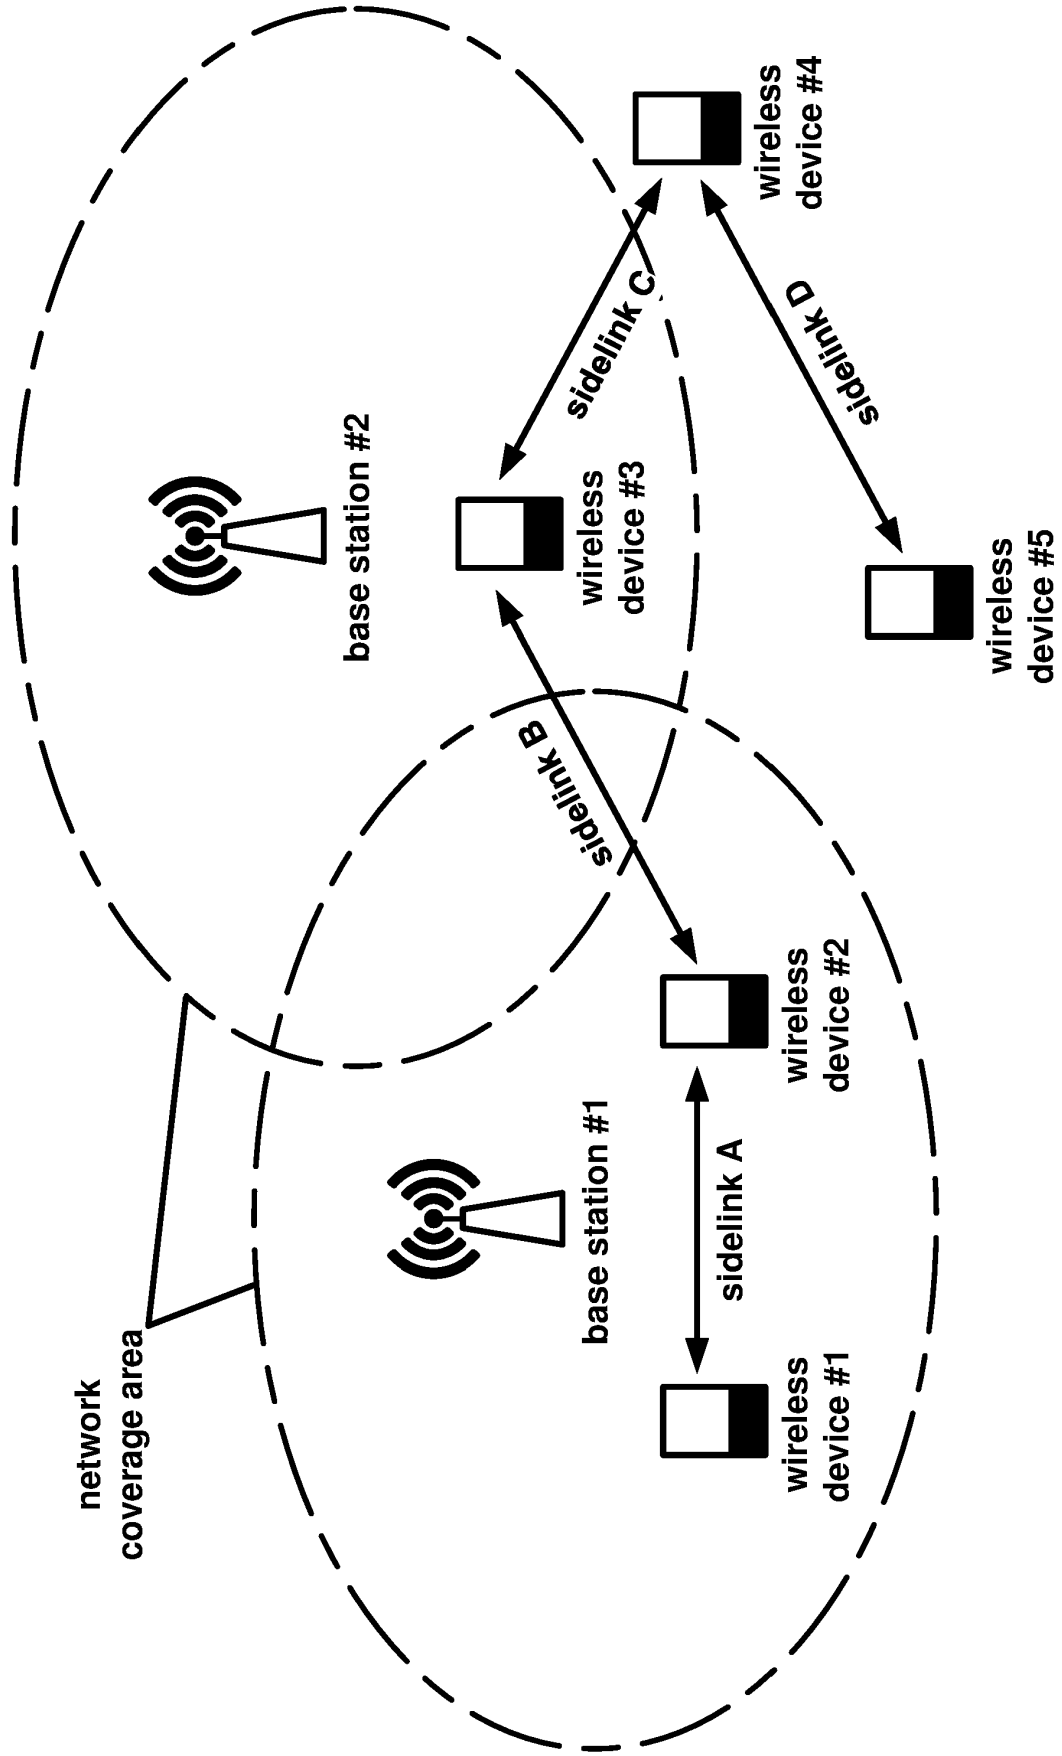 network
coverage area
base station #1
base station #2
wireless
device #1
sidelink A
wireless
device #2
sidelink B
wireless
device #3
sidelink C
wireless
device #4
sidelink D
wireless
device #5